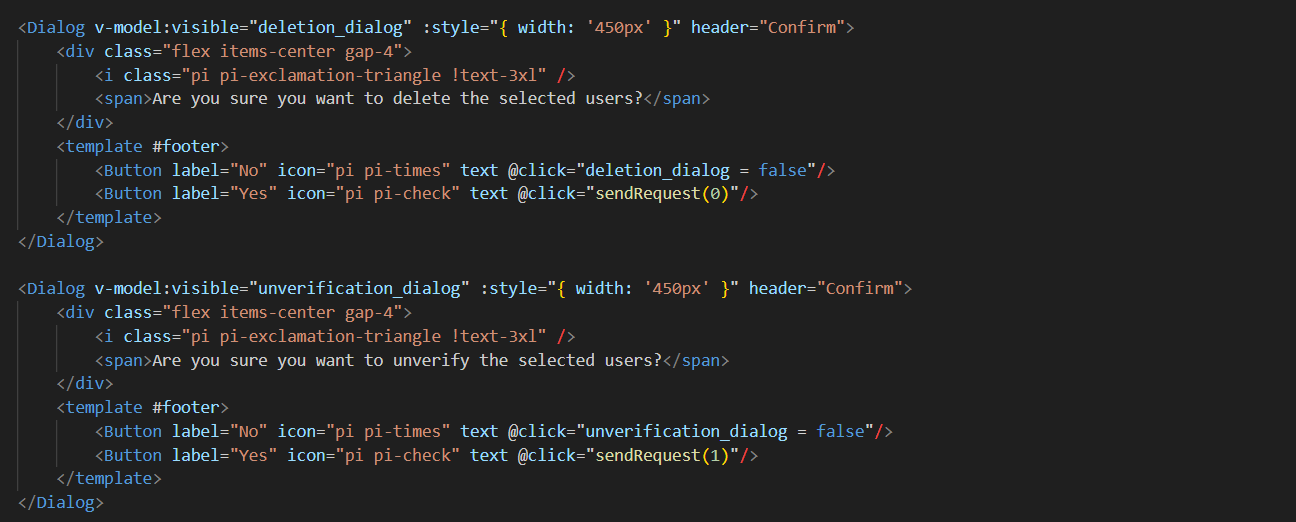 <Dialog v-model:visible="deletion_dialog" :style="{ width: '450px' }" header="Confirm">
    <div class="flex items-center gap-4">
        <i class="pi pi-exclamation-triangle !text-3xl" />
        <span>Are you sure you want to delete the selected users?</span>
    </div>
    <template #footer>
        <Button label="No" icon="pi pi-times" text @click="deletion_dialog = false"/>
        <Button label="Yes" icon="pi pi-check" text @click="sendRequest(0)"/>
    </template>
</Dialog>

<Dialog v-model:visible="unverification_dialog" :style="{ width: '450px' }" header="Confirm">
    <div class="flex items-center gap-4">
        <i class="pi pi-exclamation-triangle !text-3xl" />
        <span>Are you sure you want to unverify the selected users?</span>
    </div>
    <template #footer>
        <Button label="No" icon="pi pi-times" text @click="unverification_dialog = false"/>
        <Button label="Yes" icon="pi pi-check" text @click="sendRequest(1)"/>
    </template>
</Dialog>